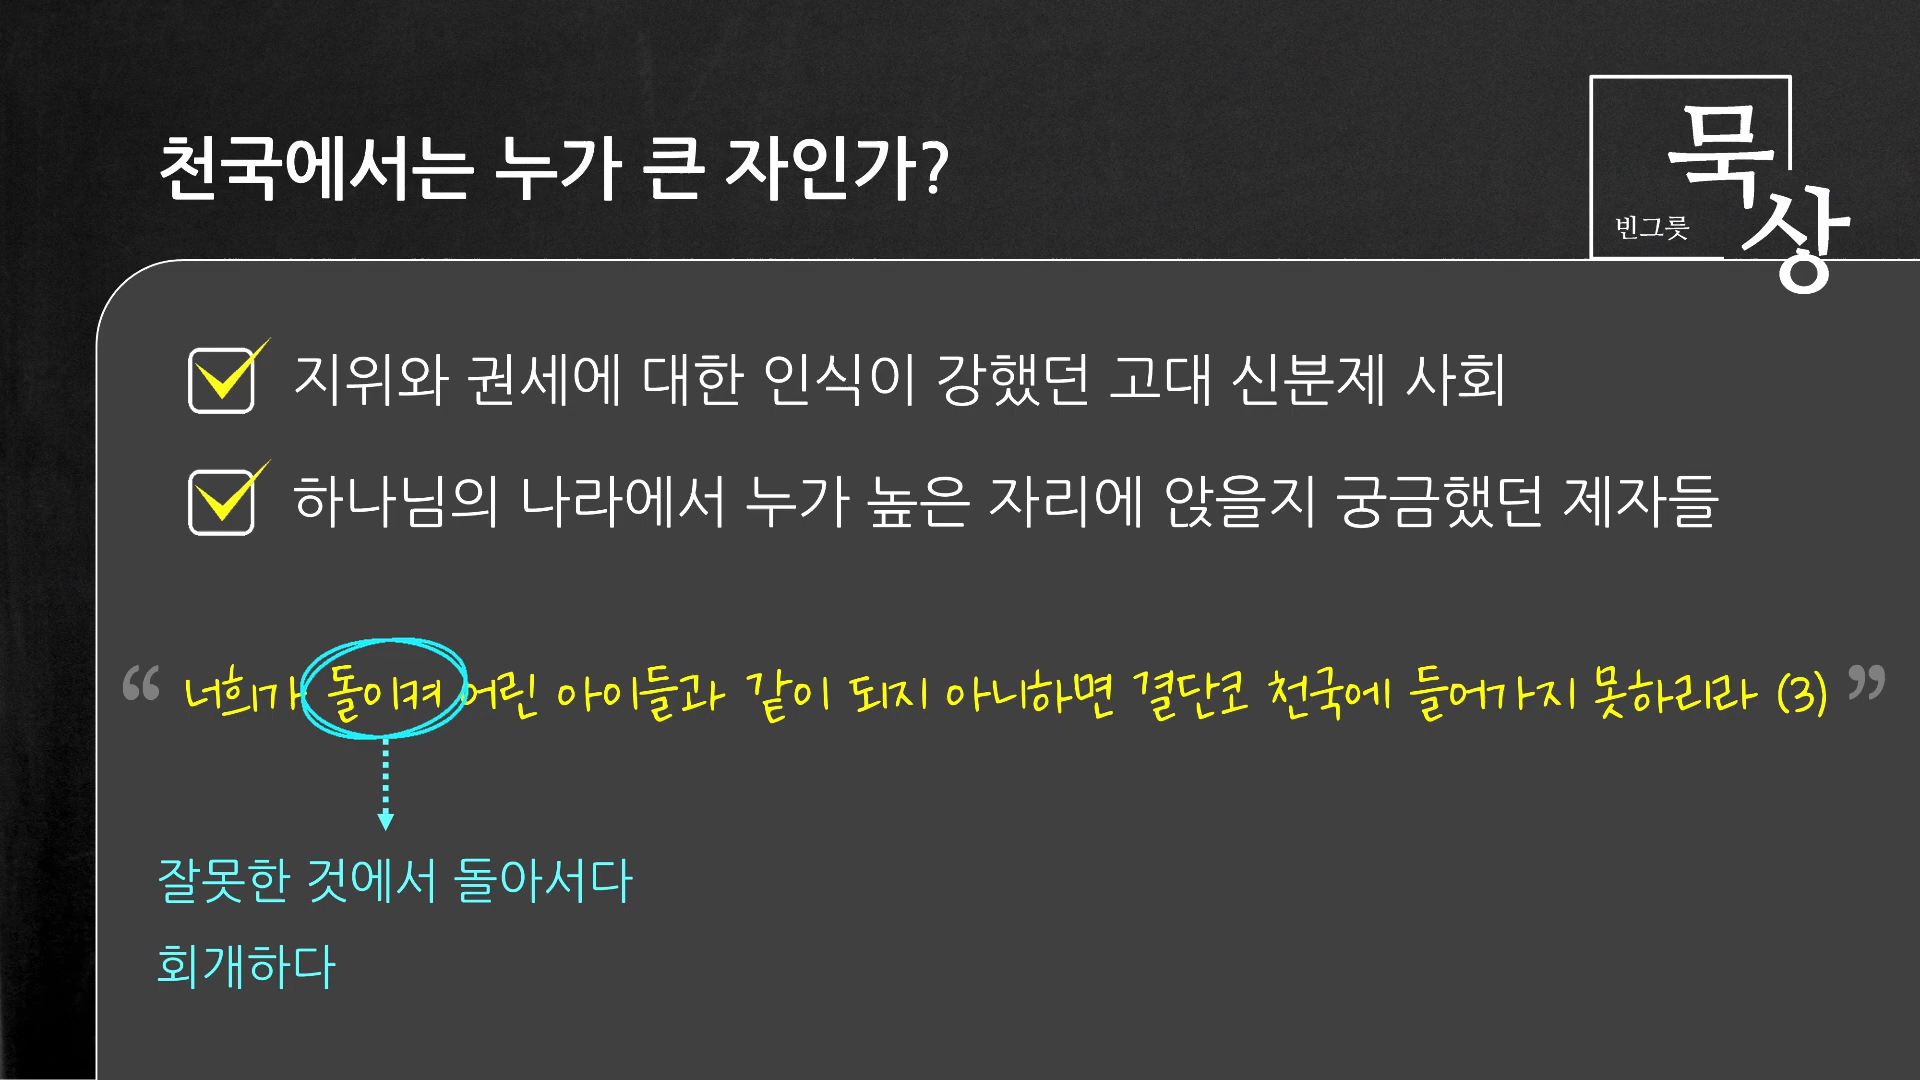 천국에서는 누가 큰 자인가?
묵상
빈그릇
지위와 권세에 대한 인식이 강했던 고대 신분제 사회
하나님의 나라에서 누가 높은 자리에 앉을지 궁금했던 제자들
“ 너희가 돌이켜 어린 아이들과 같이 되지 아니하면 결단코 천국에 들어가지 못하리라 (3) ”
잘못한 것에서 돌아서다
회개하다